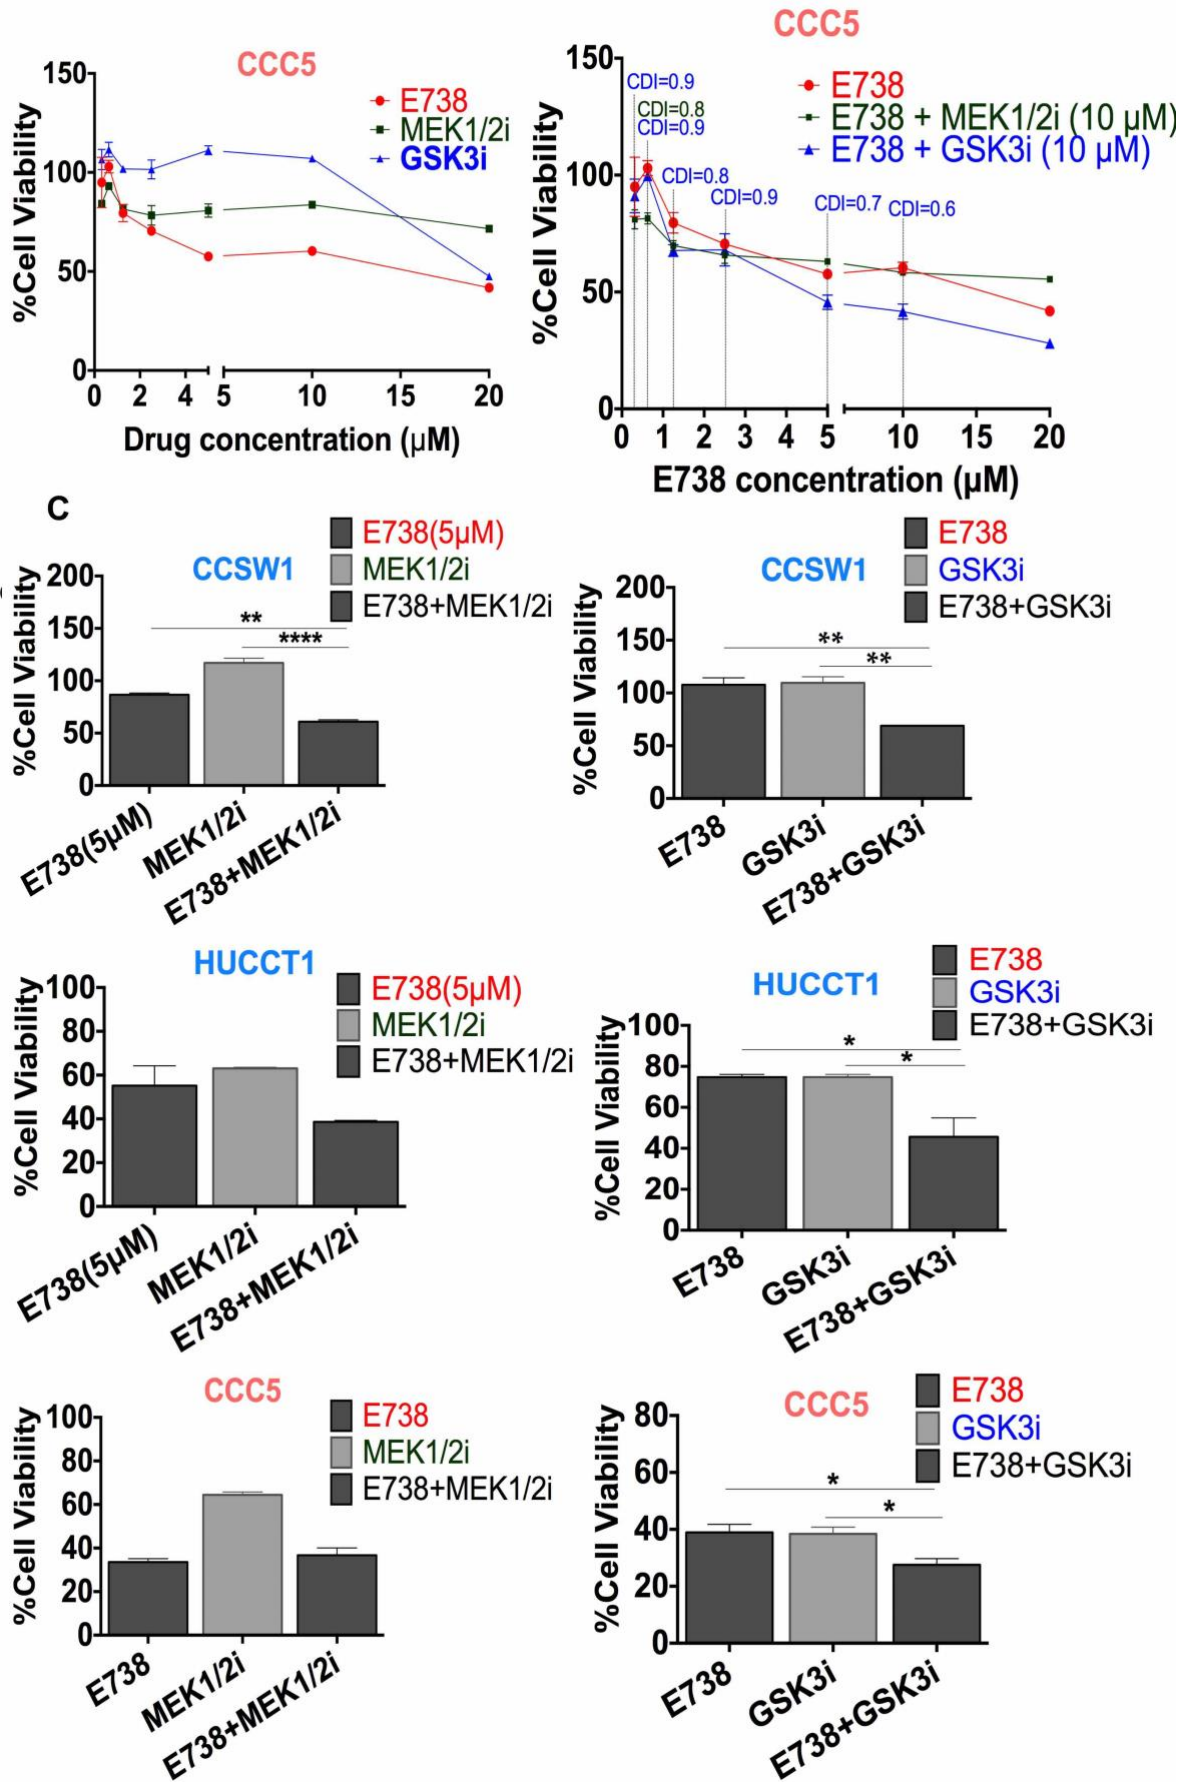 CCC5
%Cell Viability
150
100
50
0
E738
MEK1/2i
GSK3i
0 2 4 5 10 15 20
Drug concentration (µM)
CCC5
%Cell Viability
150
100
50
0
CDI=0.9
CDI=0.8
CDI=0.9
CDI=0.8
CDI=0.9
CDI=0.7
CDI=0.6
E738
E738 + MEK1/2i (10 µM)
E738 + GSK3i (10 µM)
0 1 2 3 4 5 10 15 20
E738 concentration (µM)
C
CCSW1
%Cell Viability
200
150
100
50
0
E738(5µM)
MEK1/2i
E738+MEK1/2i
**
****
E738(5µM)
MEK1/2i
E738+MEK1/2i
CCSW1
%Cell Viability
200
150
100
50
0
E738
GSK3i
E738+GSK3i
**
**
E738
GSK3i
E738+GSK3i
HUCCT1
%Cell Viability
100
80
60
40
20
0
E738(5µM)
MEK1/2i
E738+MEK1/2i
E738(5µM)
MEK1/2i
E738+MEK1/2i
HUCCT1
%Cell Viability
100
80
60
40
20
0
E738
GSK3i
E738+GSK3i
*
*
E738
GSK3i
E738+GSK3i
CCC5
%Cell Viability
100
80
60
40
20
0
E738
MEK1/2i
E738+MEK1/2i
E738
MEK1/2i
E738+MEK1/2i
CCC5
%Cell Viability
80
60
40
20
0
E738
GSK3i
E738+GSK3i
*
*
E738
GSK3i
E738+GSK3i